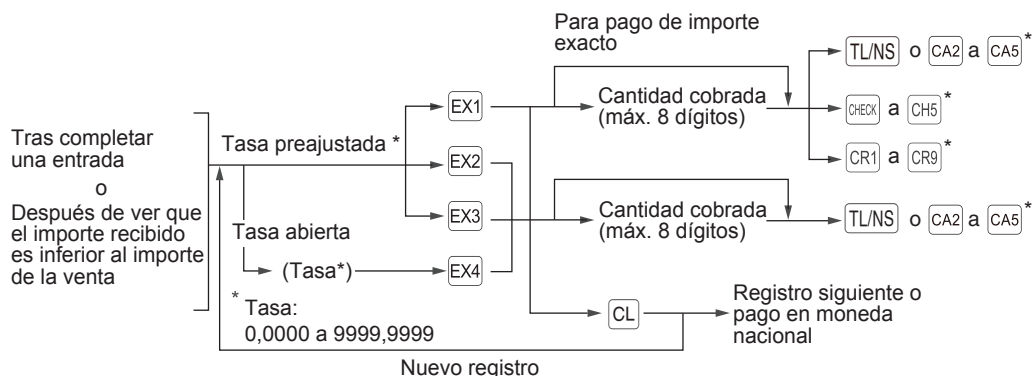 Para pago de importe
exacto
TL/NS o CA2 a CA5 *
EX1
Cantidad cobrada
(máx. 8 dígitos)
CHECK a CH5 *
Tras completar
una entrada
o
Después de ver que
el importe recibido
es inferior al importe
de la venta
Tasa preajustada *
EX2
CR1 a CR9 *
EX3
Cantidad cobrada
(máx. 8 dígitos)
TL/NS o CA2 a CA5 *
Tasa abierta
(Tasa*)
EX4
* Tasa:
0,0000 a 9999,9999
CL
Registro siguiente o
pago en moneda
nacional
Nuevo registro